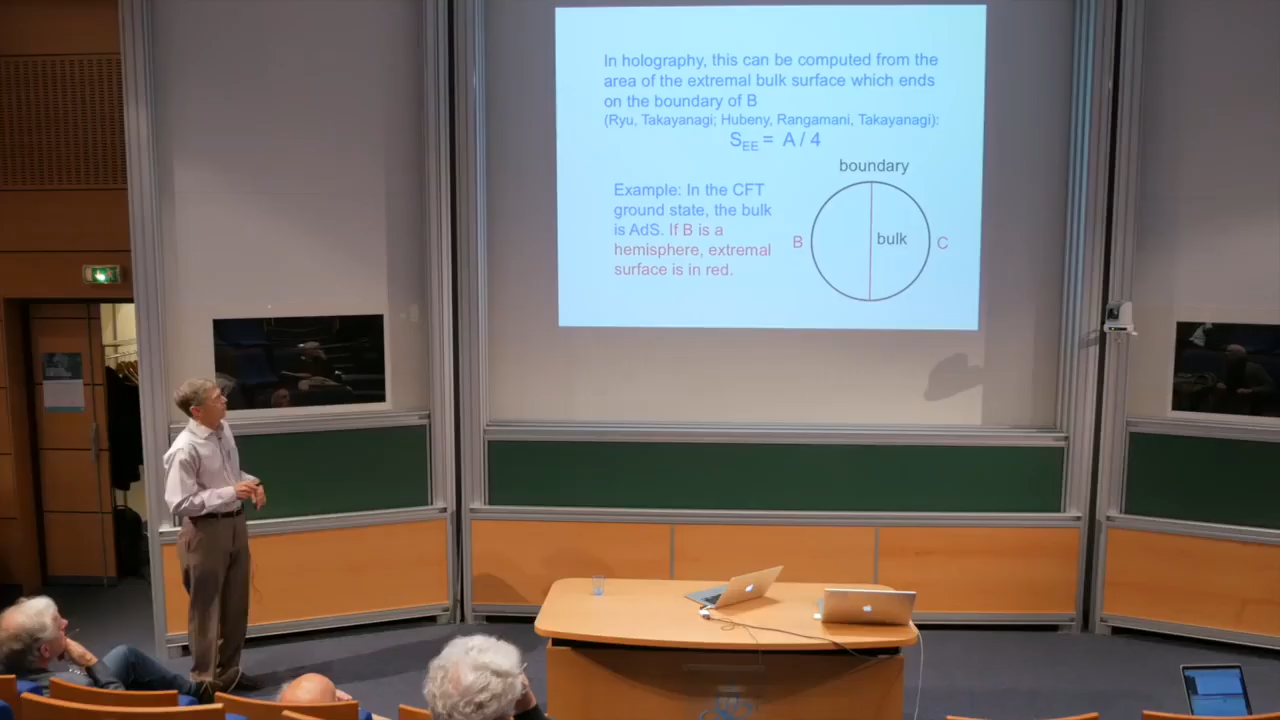 In holography, this can be computed from the
area of the extremal bulk surface which ends
on the boundary of B
(Ryu, Takayanagi; Hubeny, Rangamani, Takayanagi):
S_EE = A / 4
boundary
Example: In the CFT
ground state, the bulk
is AdS. If B is a
hemisphere, extremal
surface is in red.
B
bulk
C